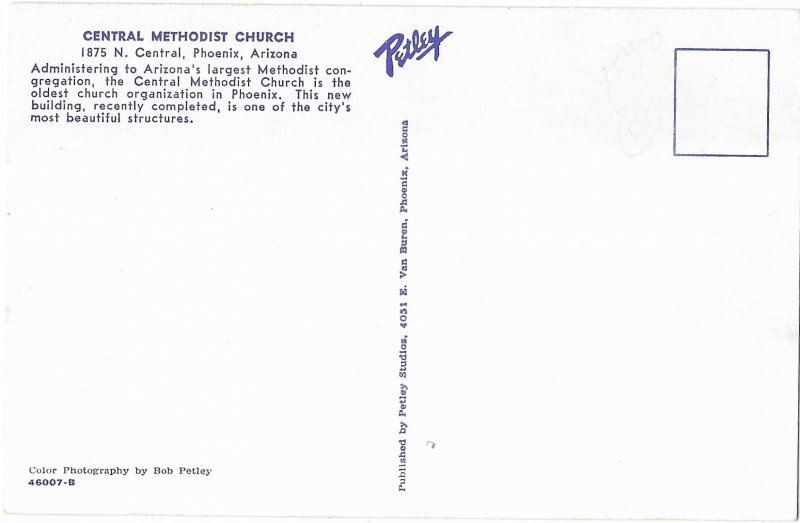 CENTRAL METHODIST CHURCH
1875 N. Central, Phoenix, Arizona
Administering to Arizona's largest Methodist con-
gregation, the Central Methodist Church is the
oldest church organization in Phoenix. This new
building, recently completed, is one of the city's
most beautiful structures.
Petley
Published by Petley Studios, 4051 E. Van Buren, Phoenix, Arizona
Color Photography by Bob Petley
46007-B